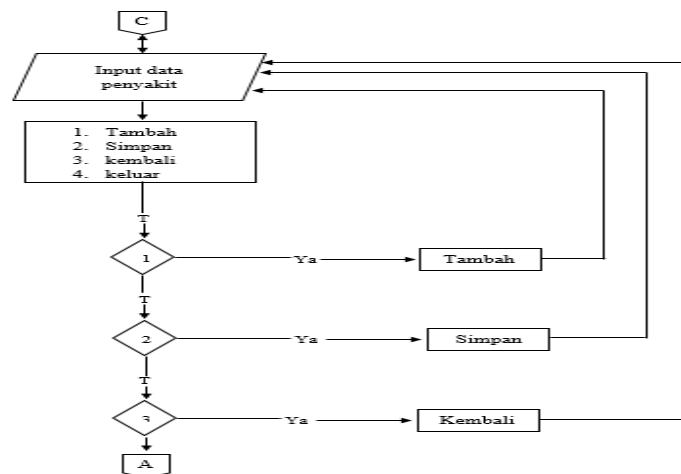 C
Input data
penyakit
1. Tambah
2. Simpan
3. kembali
4. keluar
T
1
Ya
Tambah
T
2
Ya
Simpan
T
3
Ya
Kembali
A